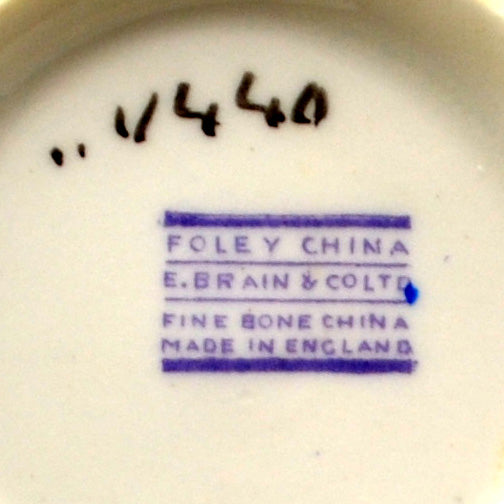 V440
FOLEY CHINA
E. BRAIN & CO LTD
FINE BONE CHINA
MADE IN ENGLAND